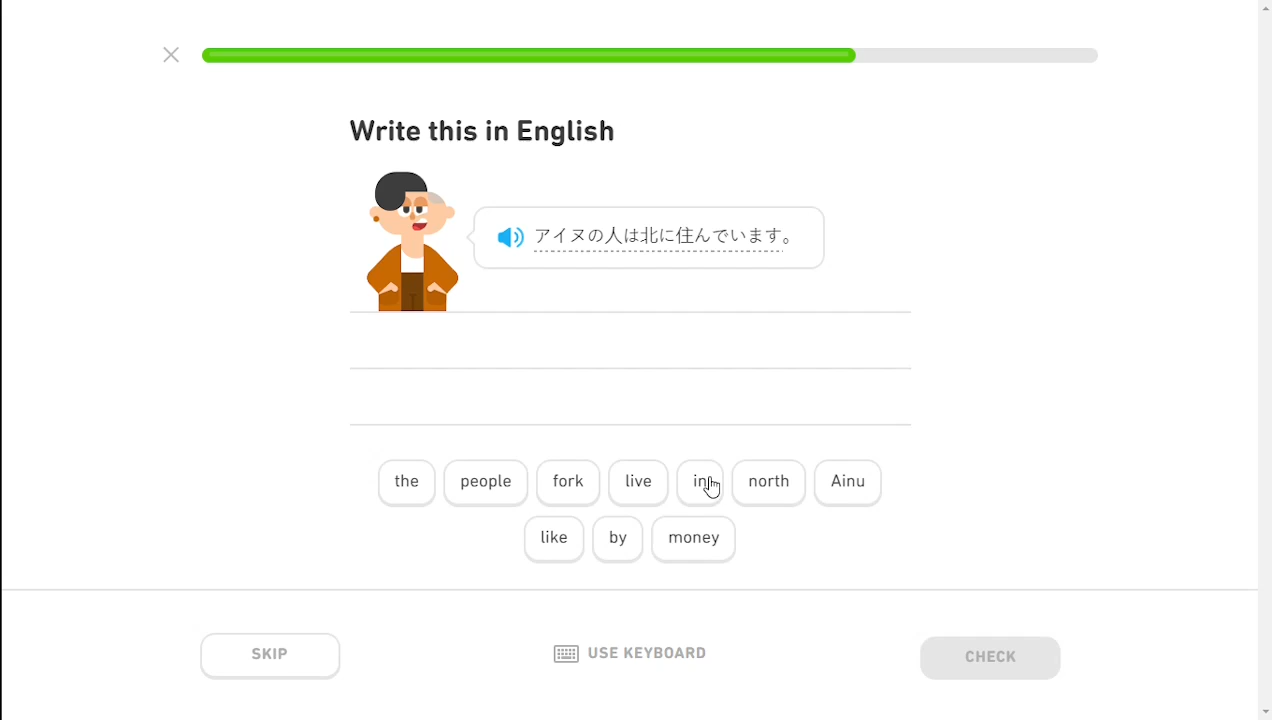 Write this in English
アイヌの人は北に住んでいます。
the people fork live in north Ainu
like by money
SKIP USE KEYBOARD CHECK